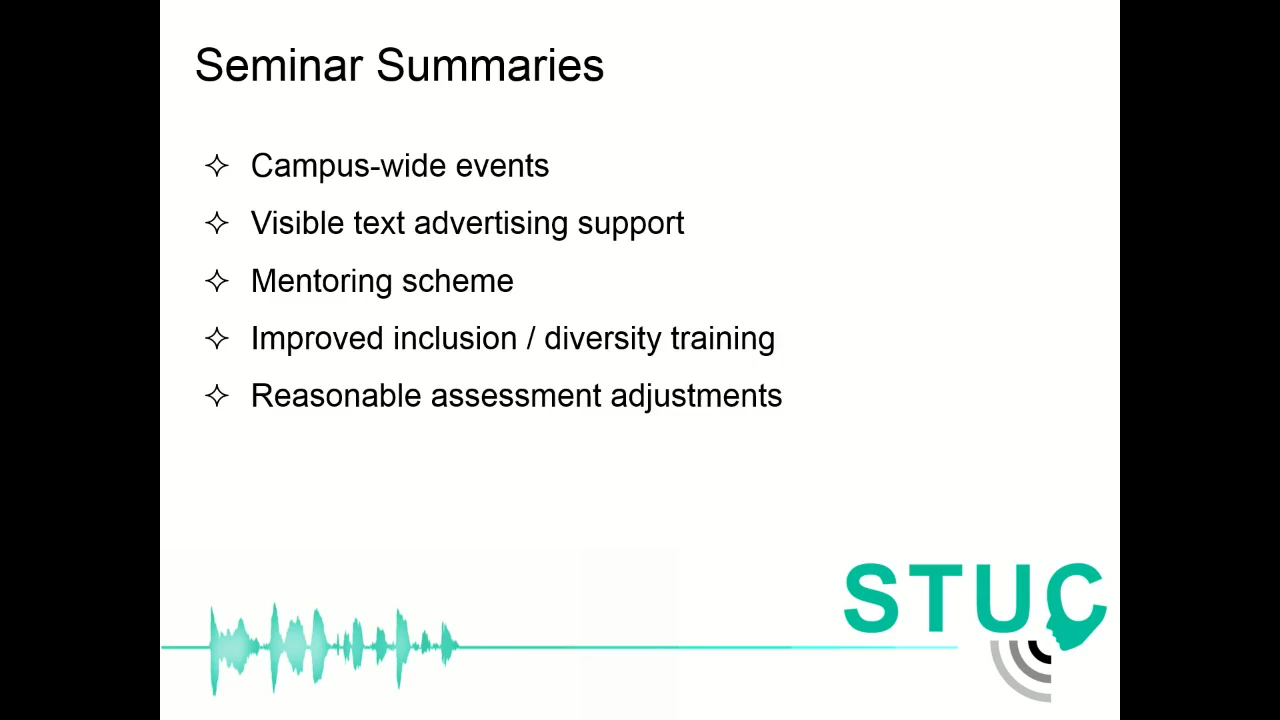 Seminar Summaries
✧ Campus-wide events
✧ Visible text advertising support
✧ Mentoring scheme
✧ Improved inclusion / diversity training
✧ Reasonable assessment adjustments
STUC